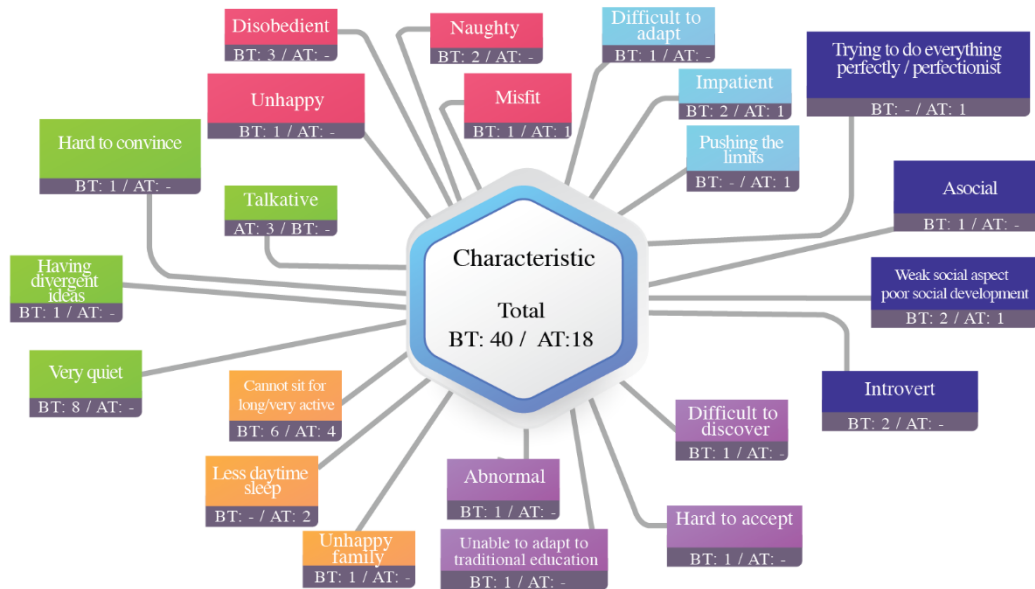 Disobedient
BT: 3 / AT: -
Naughty
BT: 2 / AT: -
Difficult to
adapt
BT: 1 / AT: -
Trying to do everything
perfectly / perfectionist
BT: - / AT: 1
Unhappy
BT: 1 / AT: -
Misfit
BT: 1 / AT: 1
Impatient
BT: 2 / AT: 1
Pushing the
limits
BT: - / AT: 1
Hard to convince
BT: 1 / AT: -
Talkative
AT: 3 / BT: -
Asocial
BT: 1 / AT: -
Having
divergent
ideas
BT: 1 / AT: -
Characteristic
Total
BT: 40 / AT:18
Weak social aspect
poor social development
BT: 2 / AT: 1
Very quiet
BT: 8 / AT: -
Cannot sit for
long/very active
BT: 6 / AT: 4
Introvert
BT: 2 / AT: -
Difficult to
discover
BT: 1 / AT: -
Less daytime
sleep
BT: - / AT: 2
Abnormal
BT: 1 / AT: -
Hard to accept
BT: 1 / AT: -
Unhappy
family
BT: 1 / AT: -
Unable to adapt to
traditional education
BT: 1 / AT: -